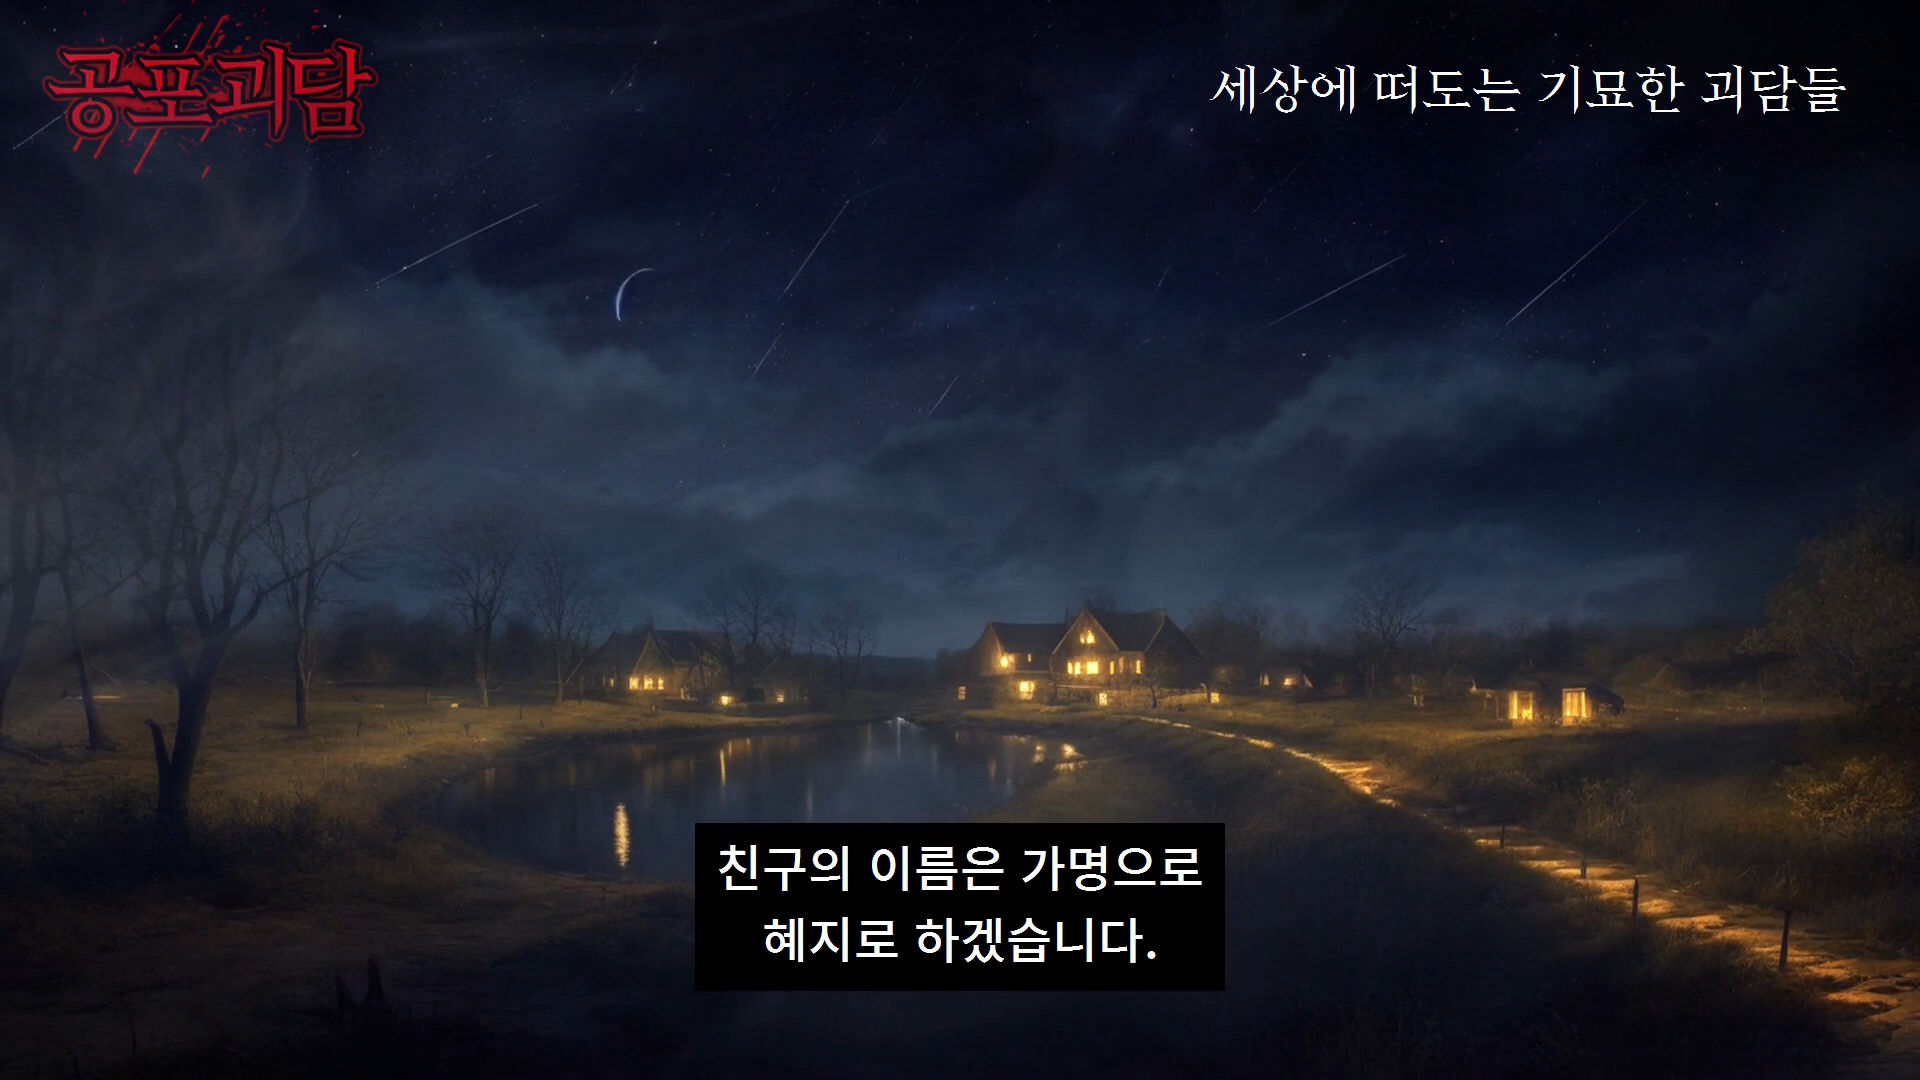 공포괴담
세상에 떠도는 기묘한 괴담들
친구의 이름은 가명으로
혜지로 하겠습니다.